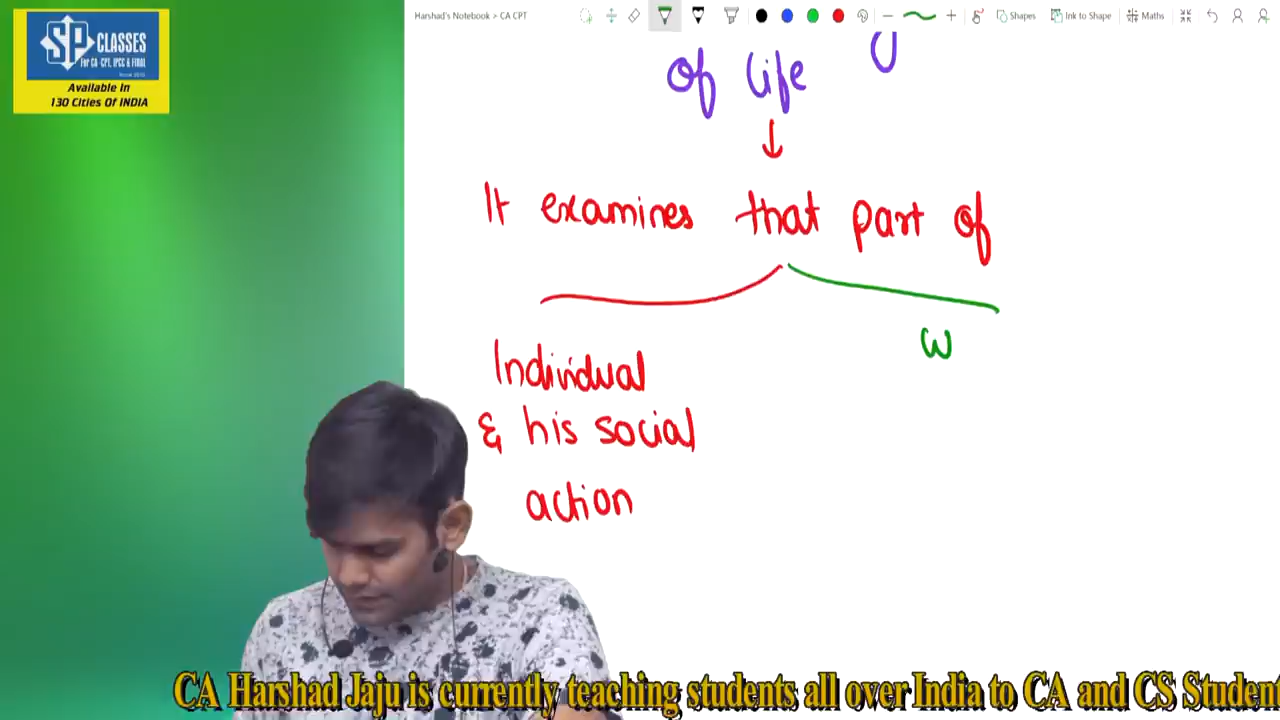 SP CLASSES
For CA-CPT, IPCC & FINAL
Since 2010
Available In
130 Cities Of INDIA
Harshad's Notebook > CA CPT
Shapes
Ink to Shape
Maths
of life
↓
It examines that part of
Individual
& his social
action
w
CA Harshad Jaju is currently teaching students all over India to CA and CS Student